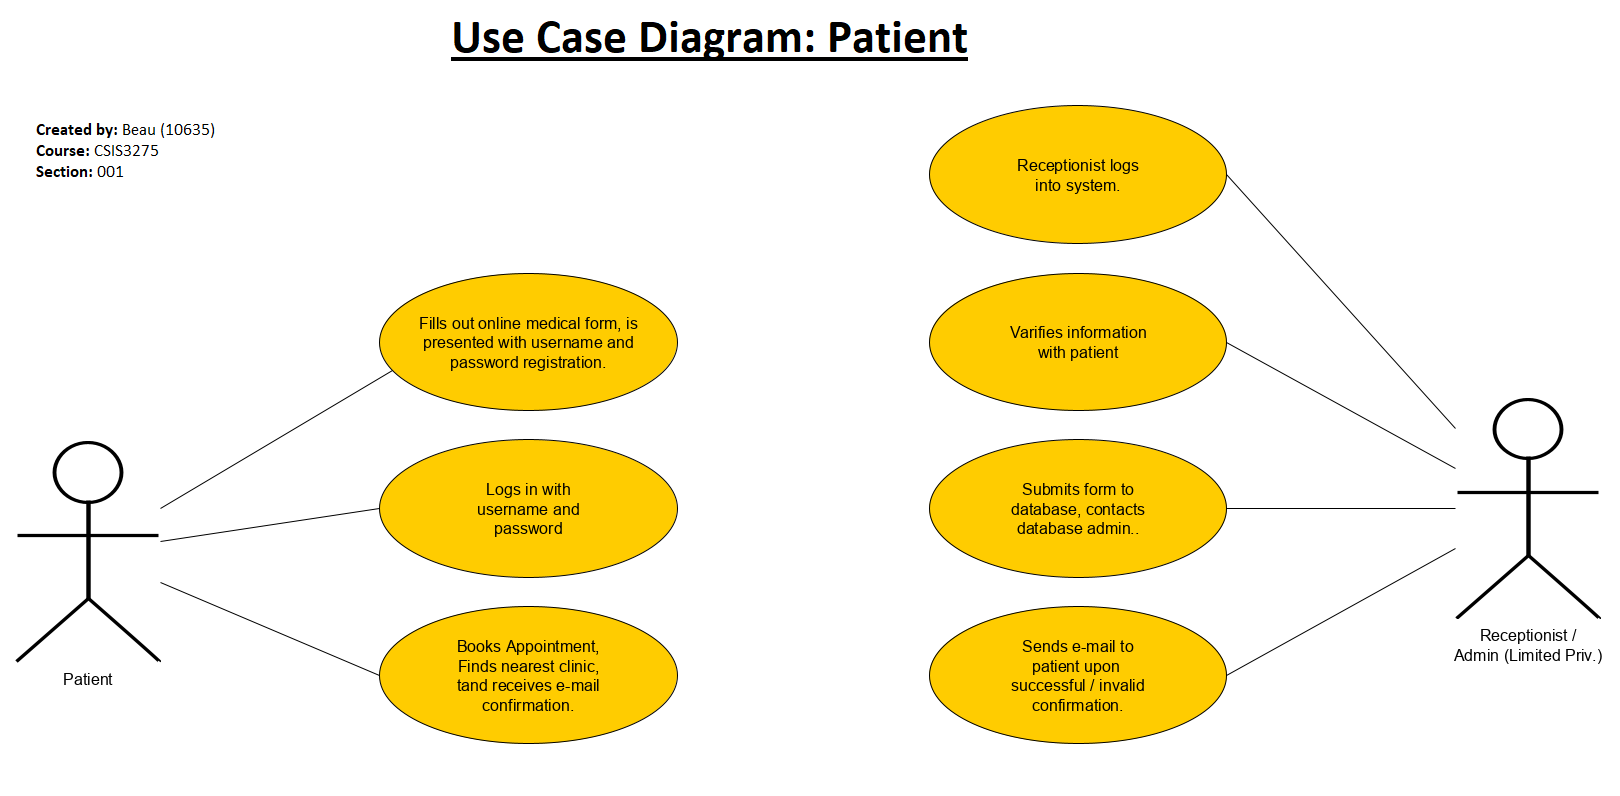 Use Case Diagram: Patient
Created by: Beau (10635)
Course: CSIS3275
Section: 001
Receptionist logs
into system.
Fills out online medical form, is
presented with username and
password registration.
Varifies information
with patient
Logs in with
username and
password
Submits form to
database, contacts
database admin..
Books Appointment,
Finds nearest clinic,
tand receives e-mail
confirmation.
Sends e-mail to
patient upon
successful / invalid
confirmation.
Patient
Receptionist /
Admin (Limited Priv.)